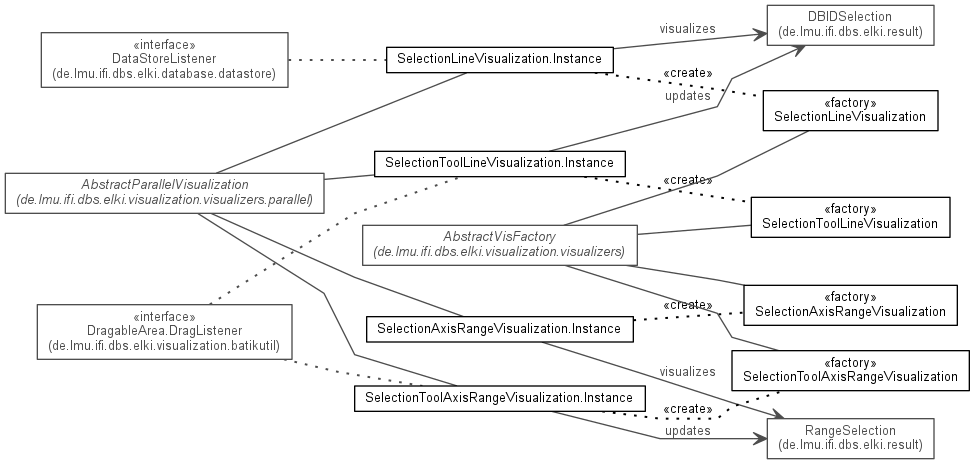 «interface»
DataStoreListener
(de.lmu.ifi.dbs.elki.database.datastore)
SelectionLineVisualization.Instance
visualizes
DBIDSelection
(de.lmu.ifi.dbs.elki.result)
«create»
updates
«factory»
SelectionLineVisualization
SelectionToolLineVisualization.Instance
AbstractParallelVisualization
(de.lmu.ifi.dbs.elki.visualization.visualizers.parallel)
«create»
«factory»
SelectionToolLineVisualization
AbstractVisFactory
(de.lmu.ifi.dbs.elki.visualization.visualizers)
«interface»
DragableArea.DragListener
(de.lmu.ifi.dbs.elki.visualization.batikutil)
SelectionAxisRangeVisualization.Instance
«create»
«factory»
SelectionAxisRangeVisualization
visualizes
«factory»
SelectionToolAxisRangeVisualization
SelectionToolAxisRangeVisualization.Instance
«create»
updates
RangeSelection
(de.lmu.ifi.dbs.elki.result)